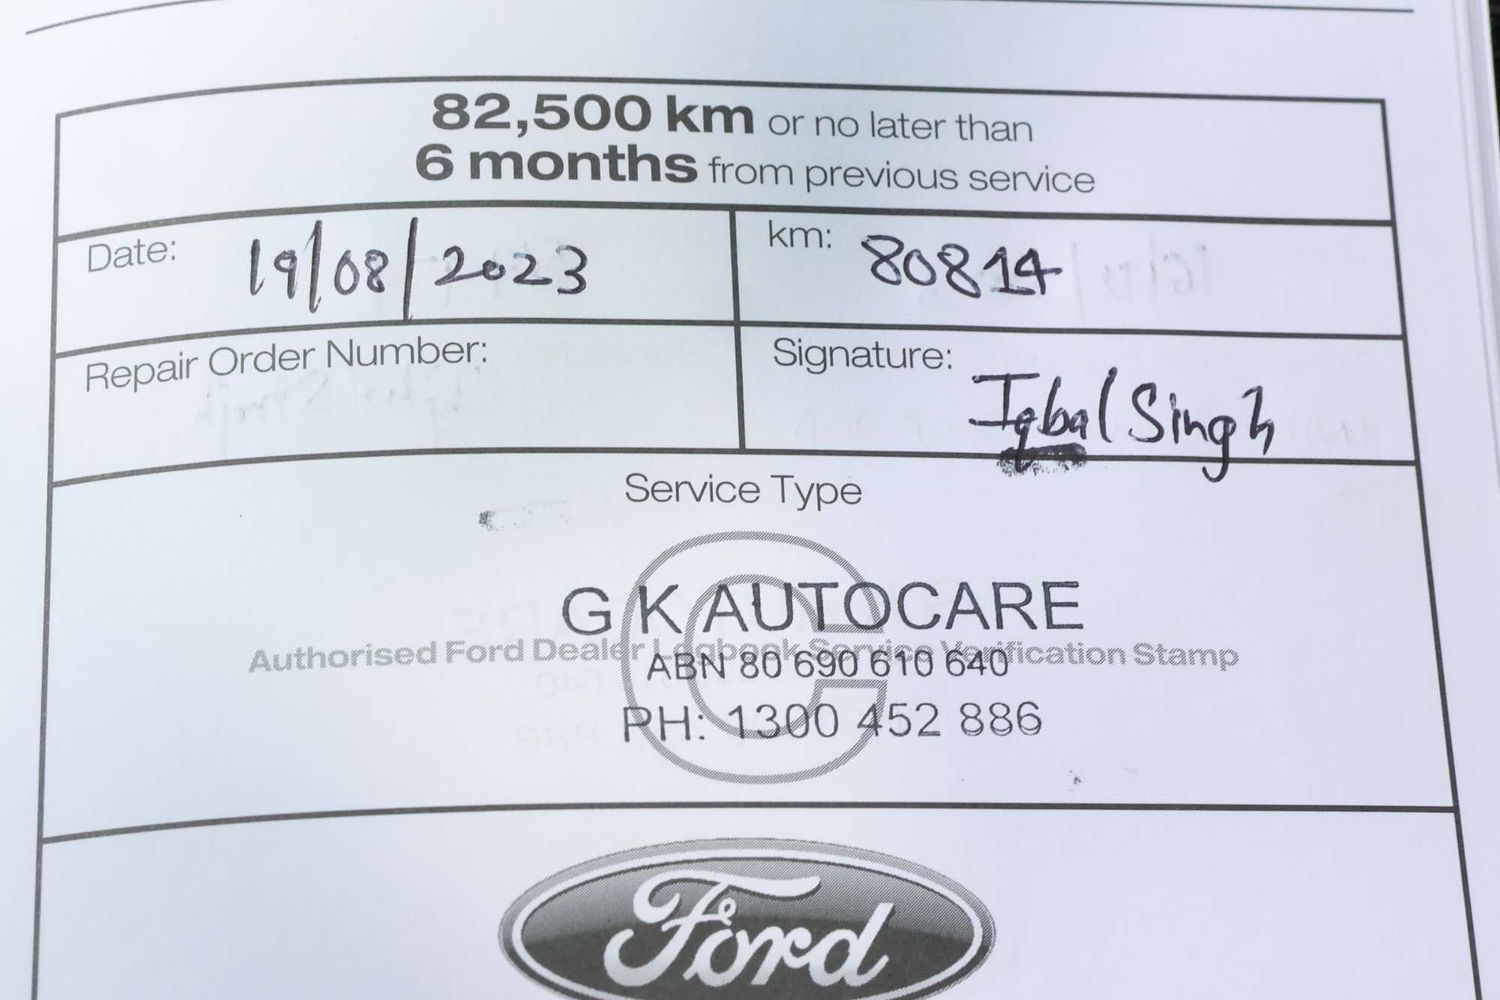 82,500 km or no later than
6 months from previous service
Date: 19/08/2023
km: 80814
Repair Order Number:
Signature: Iqbal Singh
Service Type
C
G K AUTOCARE
Authorised Ford Dealer Logbook Service Verification Stamp
ABN 80 690 610 640
PH: 1300 452 886
Ford